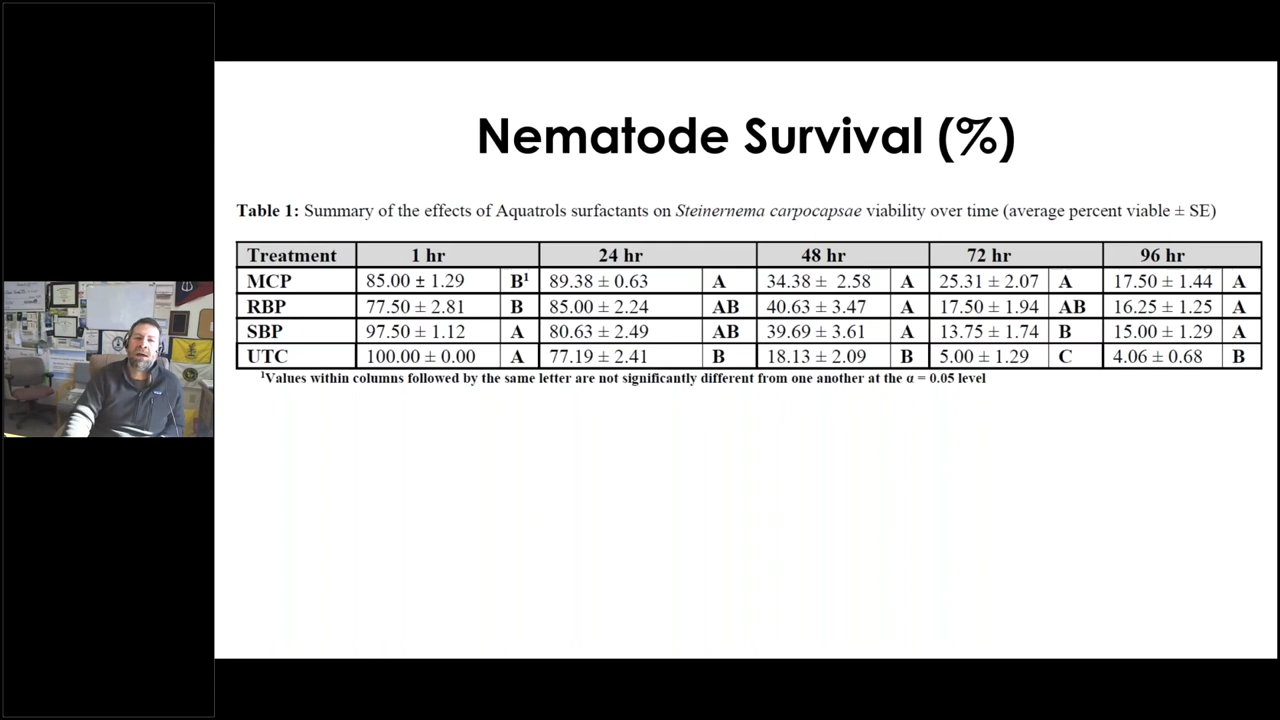 Nematode Survival (%)
Table 1: Summary of the effects of Aquatrols surfactants on Steinernema carpocapsae viability over time (average percent viable ± SE)
Treatment 1 hr 24 hr 48 hr 72 hr 96 hr
MCP 85.00 ± 1.29 B¹ 89.38 ± 0.63 A 34.38 ± 2.58 A 25.31 ± 2.07 A 17.50 ± 1.44 A
RBP 77.50 ± 2.81 B 85.00 ± 2.24 AB 40.63 ± 3.47 A 17.50 ± 1.94 AB 16.25 ± 1.25 A
SBP 97.50 ± 1.12 A 80.63 ± 2.49 AB 39.69 ± 3.61 A 13.75 ± 1.74 B 15.00 ± 1.29 A
UTC 100.00 ± 0.00 A 77.19 ± 2.41 B 18.13 ± 2.09 B 5.00 ± 1.29 C 4.06 ± 0.68 B
¹Values within columns followed by the same letter are not significantly different from one another at the α = 0.05 level